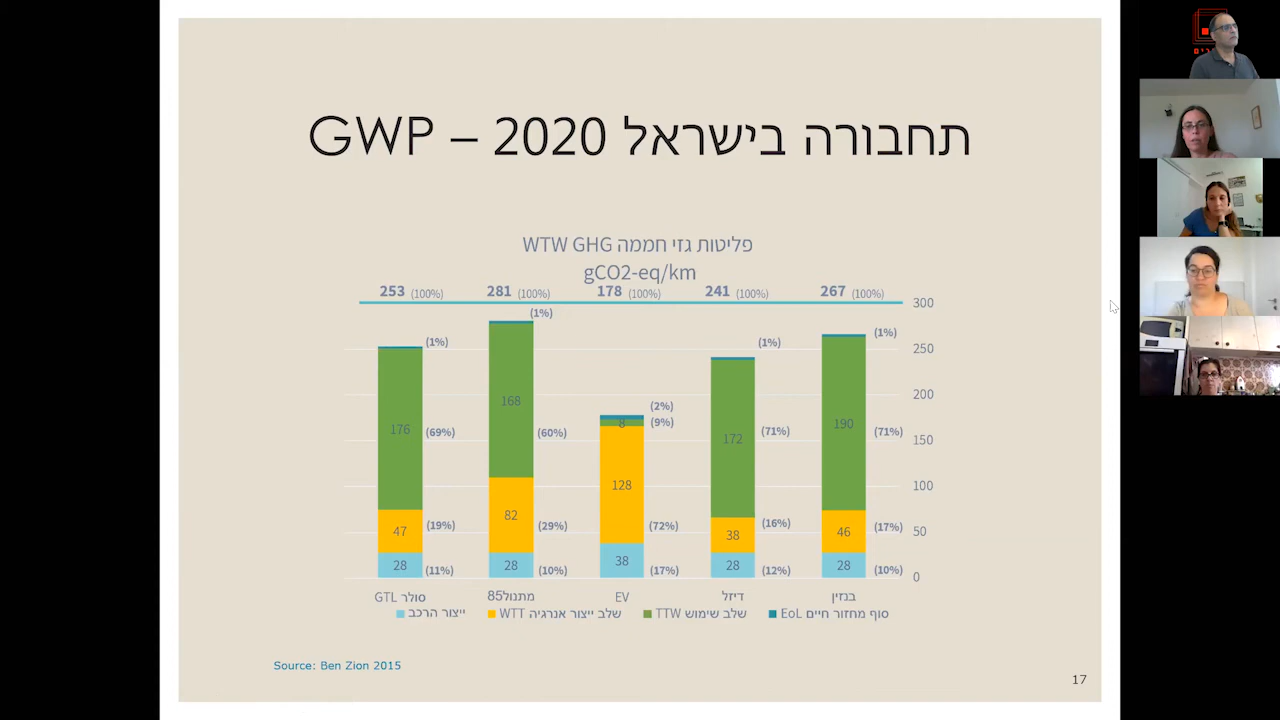 תחבורה בישראל 2020 – GWP
פליטות גזי חממה WTW GHG
gCO2-eq/km
253 (100%) 281 (100%) 178 (100%) 241 (100%) 267 (100%)
300
250
200
150
100
50
0
(1%) (1%) (2%) (1%) (1%)
176 (69%) 168 (60%) 8 (9%) 172 (71%) 190 (71%)
47 (19%) 82 (29%) 128 (72%) 38 (16%) 46 (17%)
28 (11%) 28 (10%) 38 (17%) 28 (12%) 28 (10%)
סולר GTL מתנול85 EV דיזל בנזין
ייצור הרכב שלב ייצור אנרגיה WTT שלב שימוש TTW סוף מחזור חיים EoL
Source: Ben Zion 2015
17